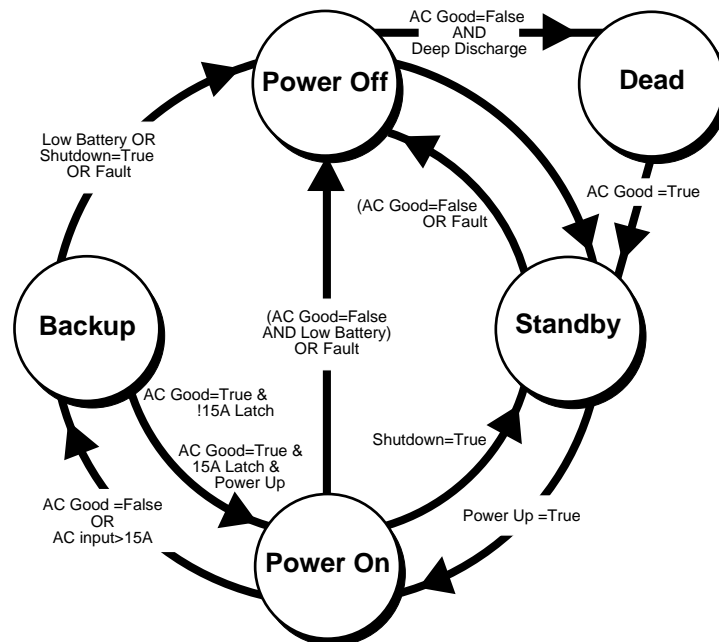 AC Good=False
AND
Deep Discharge
Power Off
Dead
Low Battery OR
Shutdown=True
OR Fault
AC Good =True
(AC Good=False
OR Fault
Backup
(AC Good=False
AND Low Battery)
OR Fault
Standby
AC Good=True &
!15A Latch
AC Good=True &
15A Latch &
Power Up
Shutdown=True
AC Good =False
OR
AC input>15A
Power Up =True
Power On